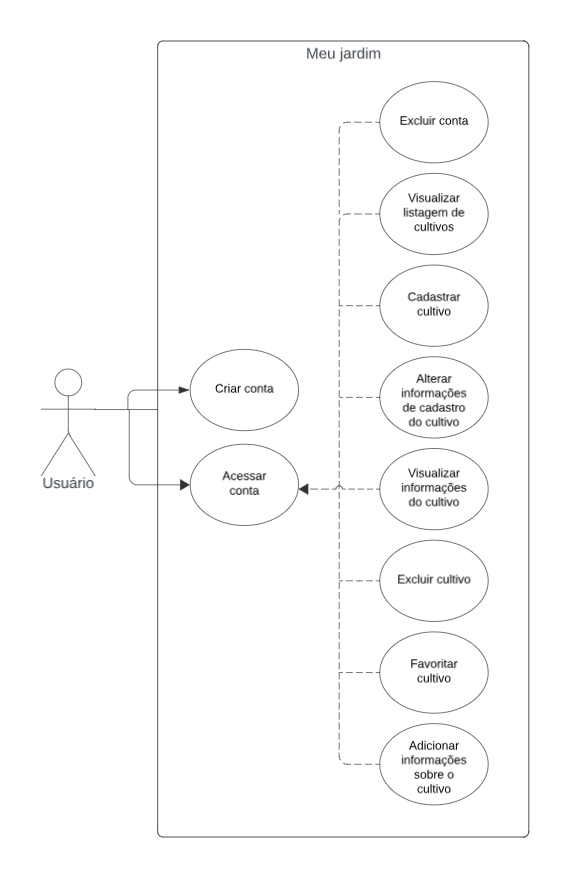 Meu jardim
Excluir conta
Visualizar
listagem de
cultivos
Cadastrar
cultivo
Alterar
informações
de cadastro
do cultivo
Criar conta
Usuário
Acessar
conta
Visualizar
informações
do cultivo
Excluir cultivo
Favoritar
cultivo
Adicionar
informações
sobre o
cultivo